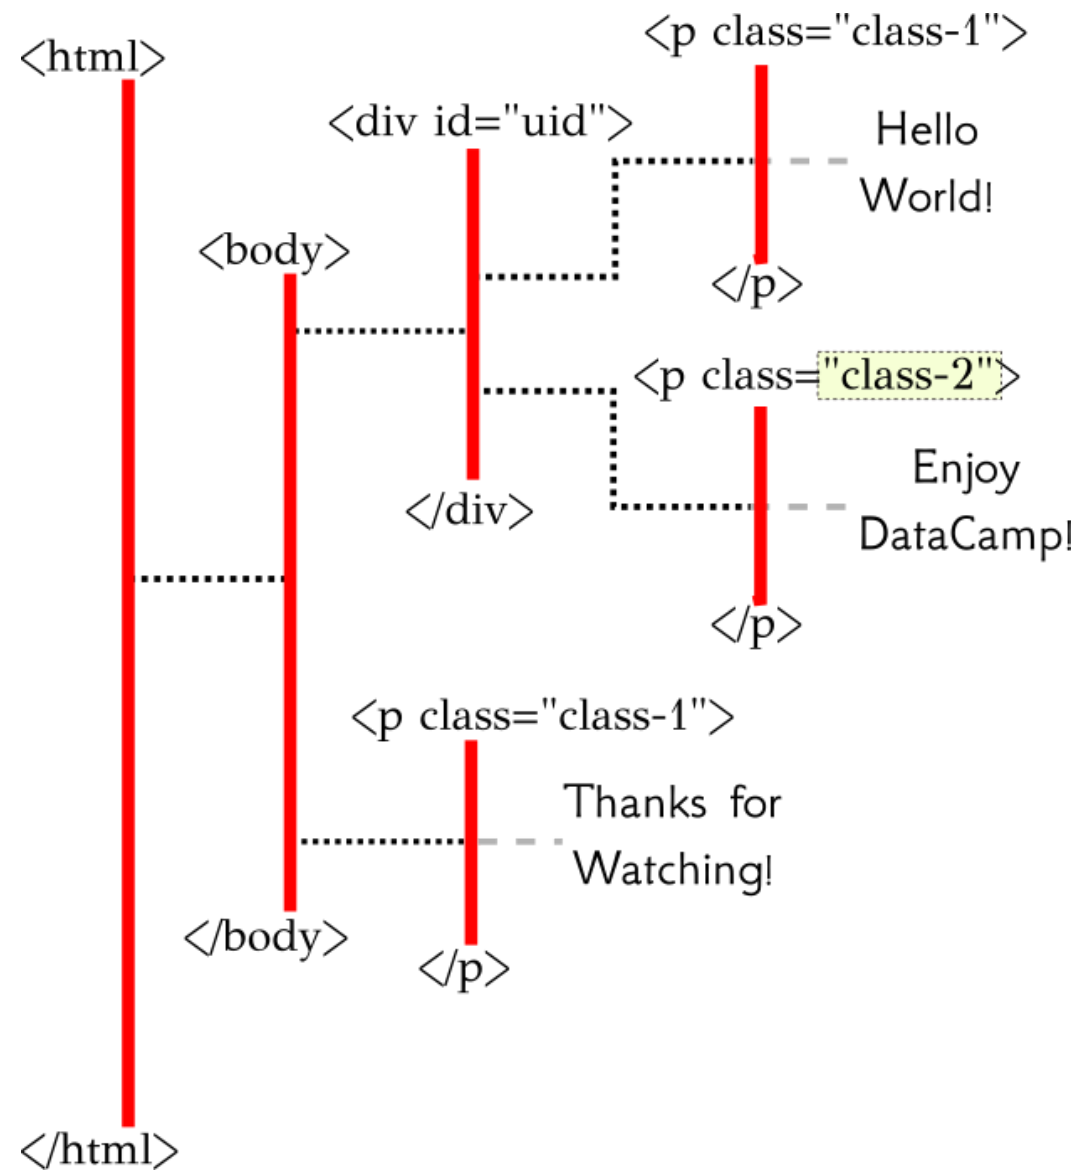 <html>
<body>
<div id="uid">
<p class="class-1">
Hello
World!
</p>
<p class="class-2">
Enjoy
DataCamp!
</p>
</div>
<p class="class-1">
Thanks for
Watching!
</p>
</body>
</html>